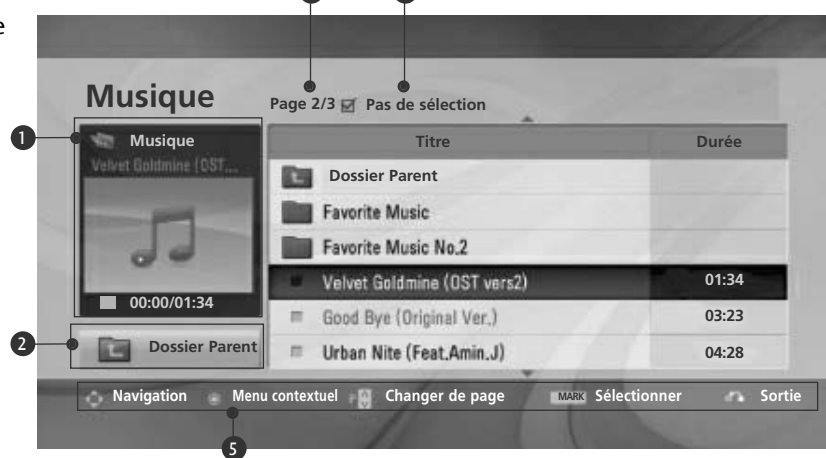 e
Musique
Page 2/3 Pas de sélection
1
Musique
Velvet Goldmine (OST...
Titre Durée
Dossier Parent
Favorite Music
Favorite Music No.2
Velvet Goldmine (OST vers2) 01:34
00:00/01:34
Good Bye (Original Ver.) 03:23
2
Dossier Parent
Urban Nite (Feat.Amin.J) 04:28
Navigation Menu contextuel P Changer de page MARK Sélectionner Sortie
5